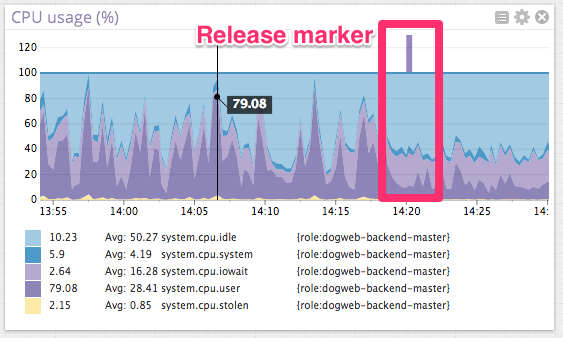 CPU usage (%)
Release marker
120
100
80
79.08
60
40
20
0
13:55 14:00 14:05 14:10 14:15 14:20 14:25 14:
10.23 Avg: 50.27 system.cpu.idle {role:dogweb-backend-master}
5.9 Avg: 4.19 system.cpu.system {role:dogweb-backend-master}
2.64 Avg: 16.28 system.cpu.iowait {role:dogweb-backend-master}
79.08 Avg: 28.41 system.cpu.user {role:dogweb-backend-master}
2.15 Avg: 0.85 system.cpu.stolen {role:dogweb-backend-master}